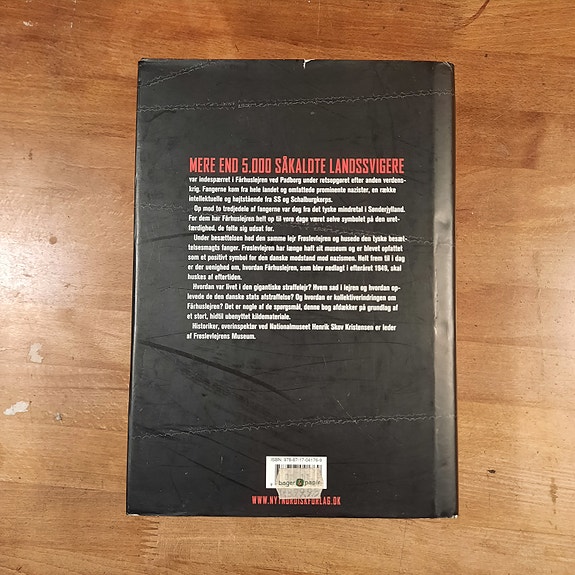 MERE END 5.000 SÅKALDTE LANDSSVIGERE
var indespærret i Fårhuslejren ved Padborg under retsopgøret efter anden verdens-
krig. Fangerne kom fra hele landet og omfattede prominente nazister, en række
intellektuelle og højtstående fra SS og Schalburgkorps.
Op mod to tredjedele af fangerne var dog fra det tyske mindretal i Sønderjylland.
For dem har Fårhuslejren helt op til vore dage været selve symbolet på den uret-
færdighed, de følte sig udsat for.
Under besættelsen hed den samme lejr Frøslevlejren og husede den tyske besæt-
telsesmagts fanger. Frøslevlejren har længe haft sit museum og er blevet opfattet
som et positivt symbol for den danske modstand mod nazismen. Helt frem til i dag
er der uenighed om, hvordan Fårhuslejren, som blev nedlagt i efteråret 1949, skal
huskes af eftertiden.
Hvordan var livet i den gigantiske straffelejr? Hvem sad i lejren og hvordan op-
levede de den danske stats afstraffelse? Og hvordan er kollektiverindringen om
Fårhuslejren? Det er nogle af de spørgsmål, denne bog afdækker på grundlag af
et stort, hidtil ubenyttet kildemateriale.
Historiker, overinspektør ved Nationalmuseet Henrik Skov Kristensen er leder
af Frøslevlejrens Museum.
ISBN: 978-87-17-04176-9
bager & papir
WWW.NYTNORDISKFORLAG.DK